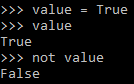 >>> value = True
>>> value
True
>>> not value
False